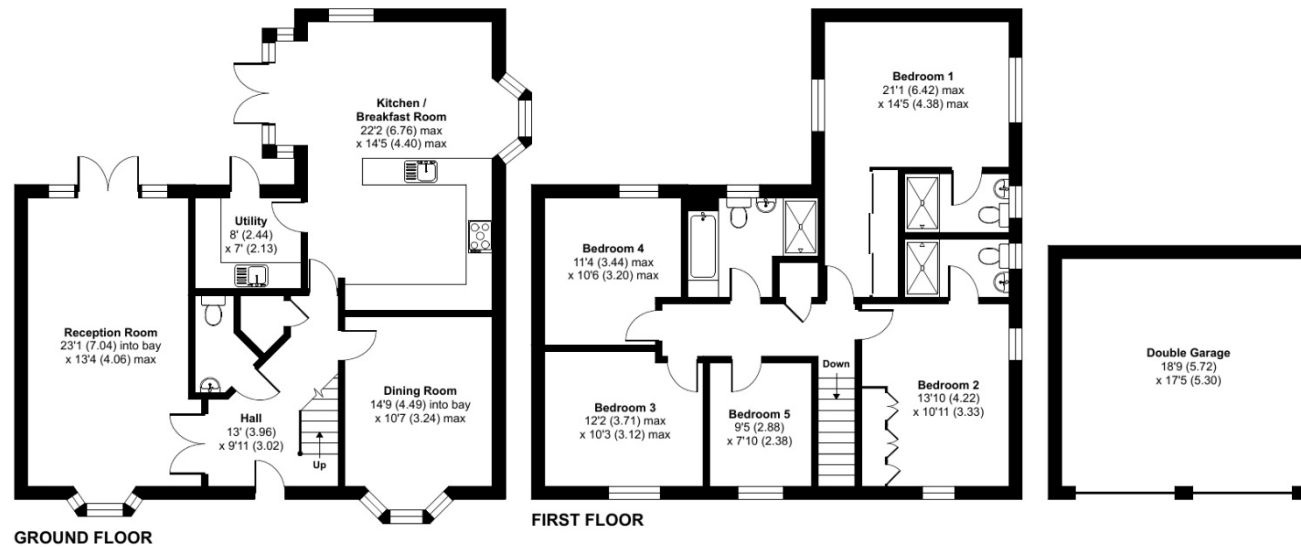 Kitchen /
Breakfast Room
22'2 (6.76) max
x 14'5 (4.40) max
Utility
8' (2.44)
x 7' (2.13)
Reception Room
23'1 (7.04) into bay
x 13'4 (4.06) max
Hall
13' (3.96)
x 9'11 (3.02)
Up
Dining Room
14'9 (4.49) into bay
x 10'7 (3.24) max
GROUND FLOOR
Bedroom 1
21'1 (6.42) max
x 14'5 (4.38) max
Bedroom 4
11'4 (3.44) max
x 10'6 (3.20) max
Bedroom 3
12'2 (3.71) max
x 10'3 (3.12) max
Bedroom 5
9'5 (2.88)
x 7'10 (2.38)
Down
Bedroom 2
13'10 (4.22)
x 10'11 (3.33)
FIRST FLOOR
Double Garage
18'9 (5.72)
x 17'5 (5.30)